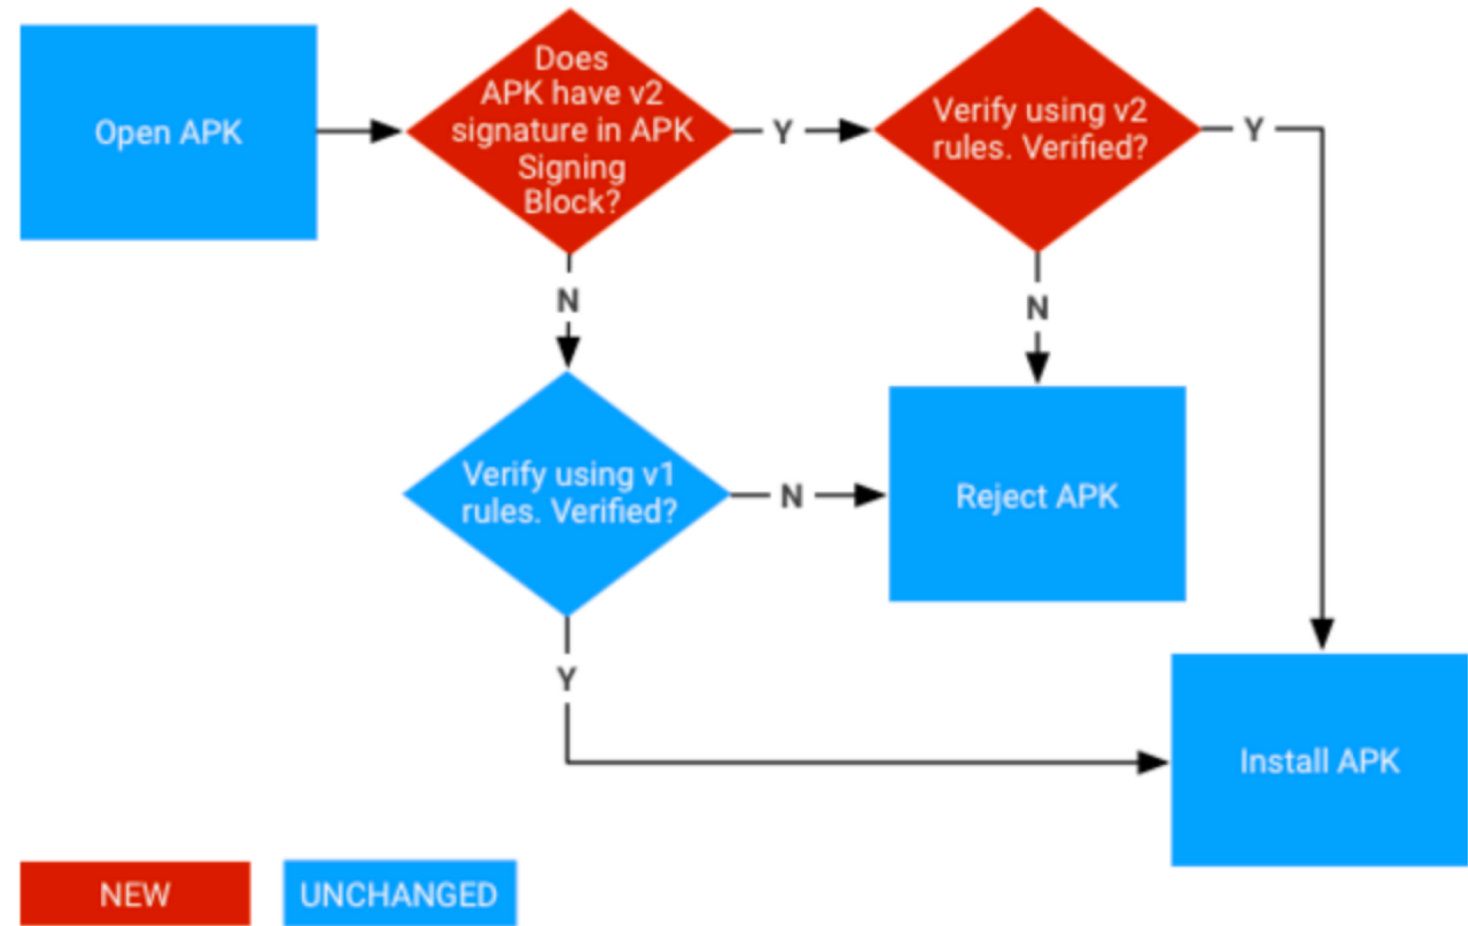 Open APK
Does
APK have v2
signature in APK
Signing
Block?
Y
Verify using v2
rules. Verified?
Y
N
N
Verify using v1
rules. Verified?
N
Reject APK
Y
Install APK
NEW
UNCHANGED